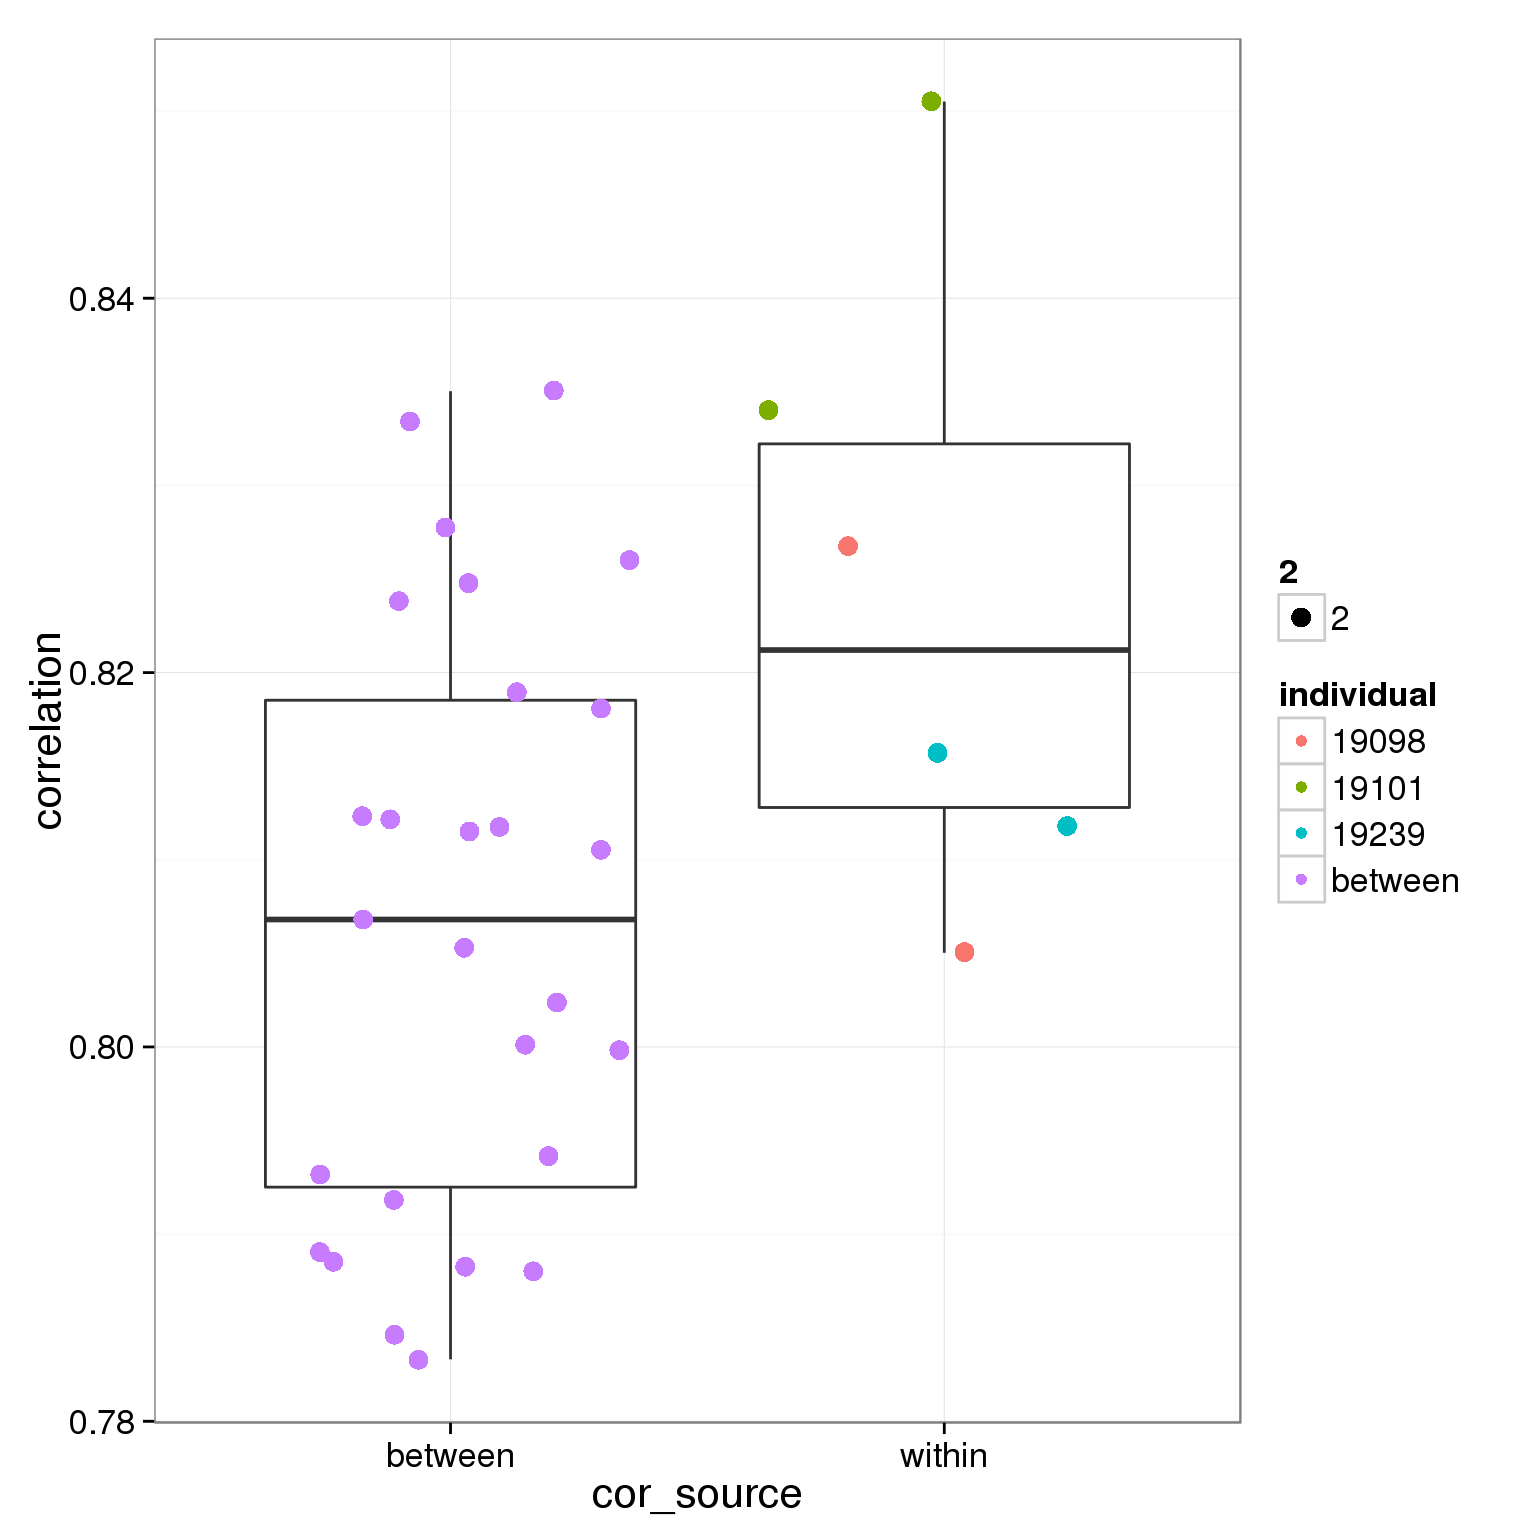 correlation
0.84
0.82
0.80
0.78
between
within
cor_source
2
2
individual
19098
19101
19239
between